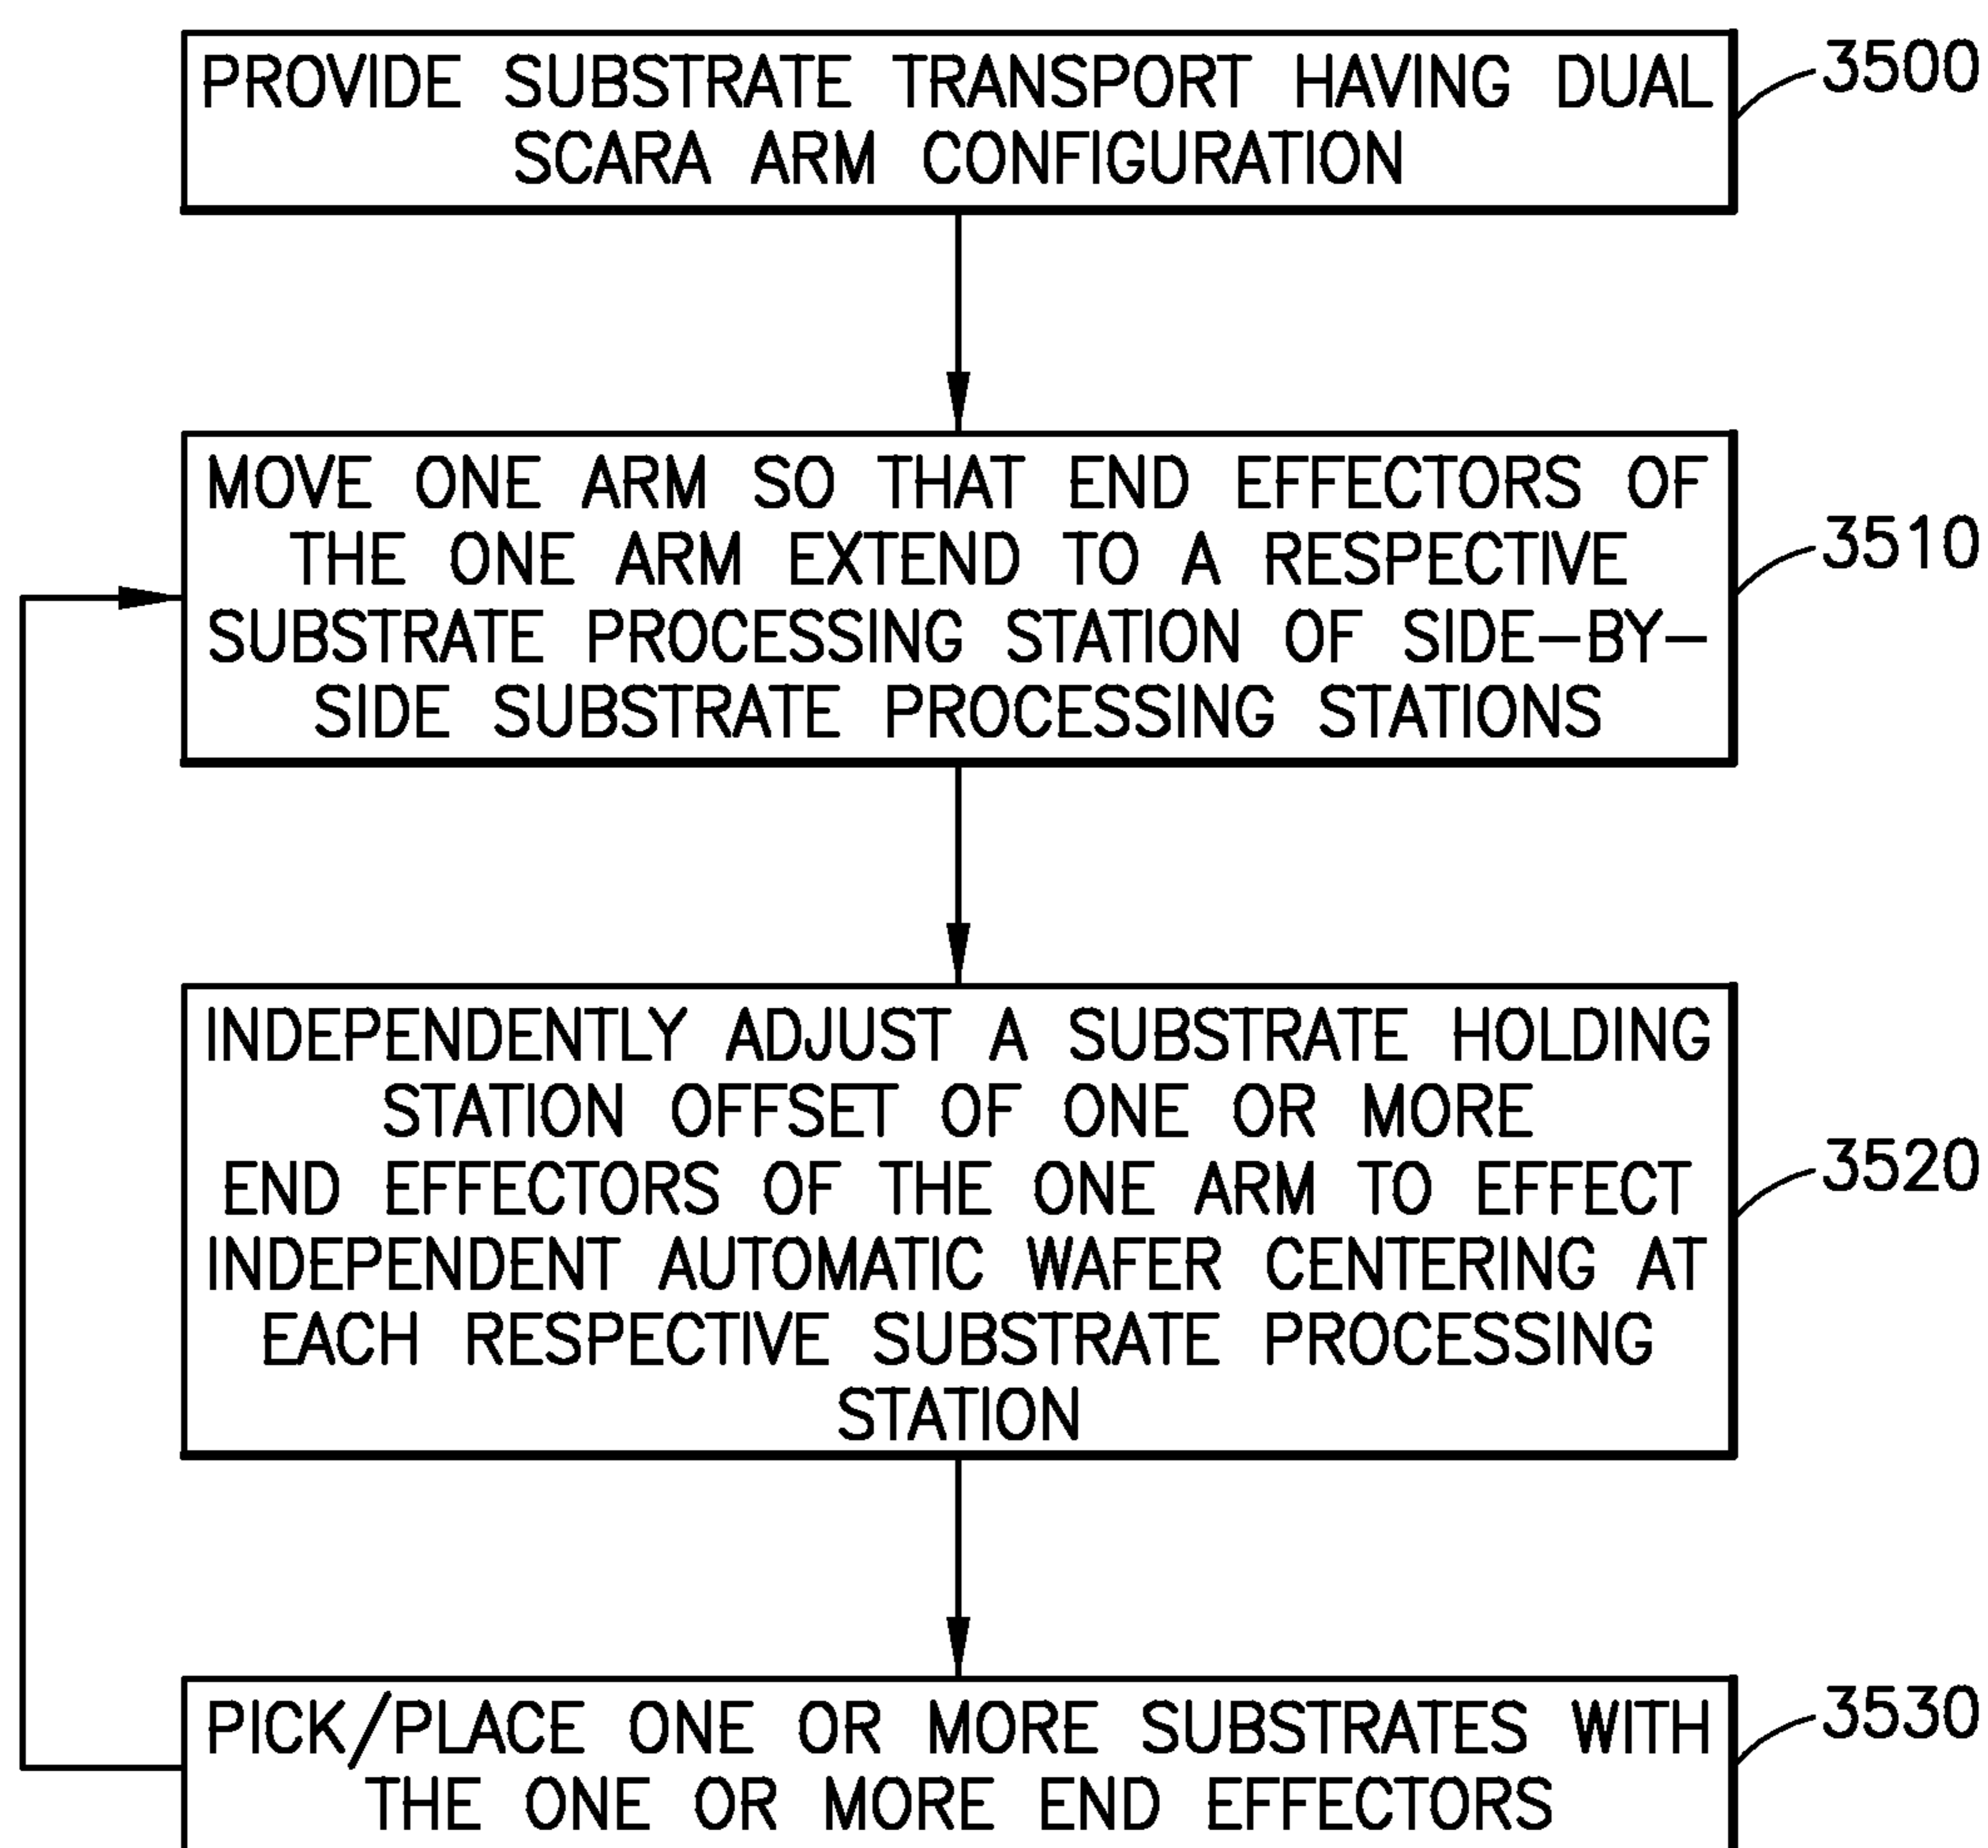 PROVIDE SUBSTRATE TRANSPORT HAVING DUAL
SCARA ARM CONFIGURATION
3500
MOVE ONE ARM SO THAT END EFFECTORS OF
THE ONE ARM EXTEND TO A RESPECTIVE
SUBSTRATE PROCESSING STATION OF SIDE-BY-
SIDE SUBSTRATE PROCESSING STATIONS
3510
INDEPENDENTLY ADJUST A SUBSTRATE HOLDING
STATION OFFSET OF ONE OR MORE
END EFFECTORS OF THE ONE ARM TO EFFECT
INDEPENDENT AUTOMATIC WAFER CENTERING AT
EACH RESPECTIVE SUBSTRATE PROCESSING
STATION
3520
PICK/PLACE ONE OR MORE SUBSTRATES WITH
THE ONE OR MORE END EFFECTORS
3530